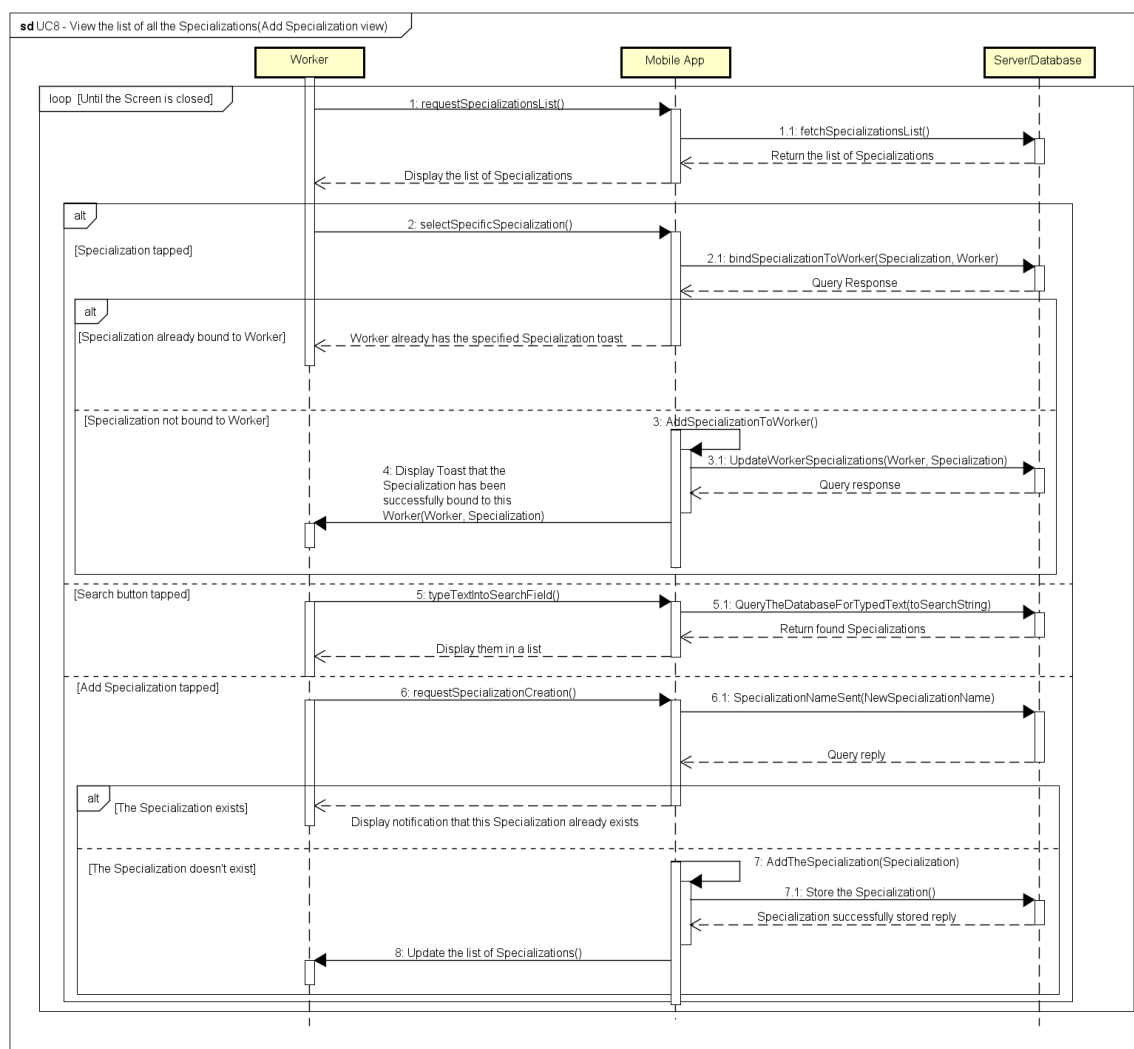 sd UC8 - View the list of all the Specializations(Add Specialization view)
Worker
Mobile App
Server/Database
loop [Until the Screen is closed]
1: requestSpecializationsList()
1.1: fetchSpecializationsList()
Return the list of Specializations
Display the list of Specializations
alt
2: selectSpecificSpecialization()
[Specialization tapped]
2.1: bindSpecializationToWorker(Specialization, Worker)
Query Response
alt
[Specialization already bound to Worker]
Worker already has the specified Specialization toast
[Specialization not bound to Worker]
3: AddSpecializationToWorker()
3.1: UpdateWorkerSpecializations(Worker, Specialization)
4: Display Toast that the
Specialization has been
successfully bound to this
Worker(Worker, Specialization)
Query response
[Search button tapped]
5: typeTextIntoSearchField()
5.1: QueryTheDatabaseForTypedText(toSearchString)
Return found Specializations
Display them in a list
[Add Specialization tapped]
6: requestSpecializationCreation()
6.1: SpecializationNameSent(NewSpecializationName)
Query reply
alt
[The Specialization exists]
Display notification that this Specialization already exists
[The Specialization doesn't exist]
7: AddTheSpecialization(Specialization)
7.1: Store the Specialization()
Specialization successfully stored reply
8: Update the list of Specializations()